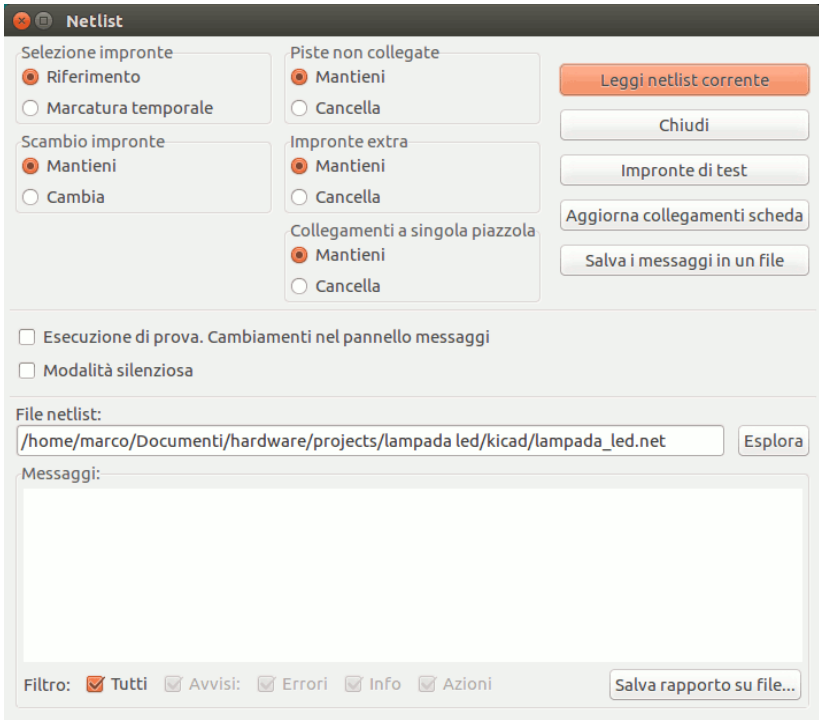 Netlist
Selezione impronte
Riferimento
Marcatura temporale
Scambio impronte
Mantieni
Cambia
Piste non collegate
Mantieni
Cancella
Impronte extra
Mantieni
Cancella
Collegamenti a singola piazzola
Mantieni
Cancella
Leggi netlist corrente
Chiudi
Impronte di test
Aggiorna collegamenti scheda
Salva i messaggi in un file
Esecuzione di prova. Cambiamenti nel pannello messaggi
Modalità silenziosa
File netlist:
/home/marco/Documenti/hardware/projects/lampada led/kicad/lampada_led.net Esplora
Messaggi:
Filtro: Tutti Avvisi: Errori Info Azioni Salva rapporto su file...